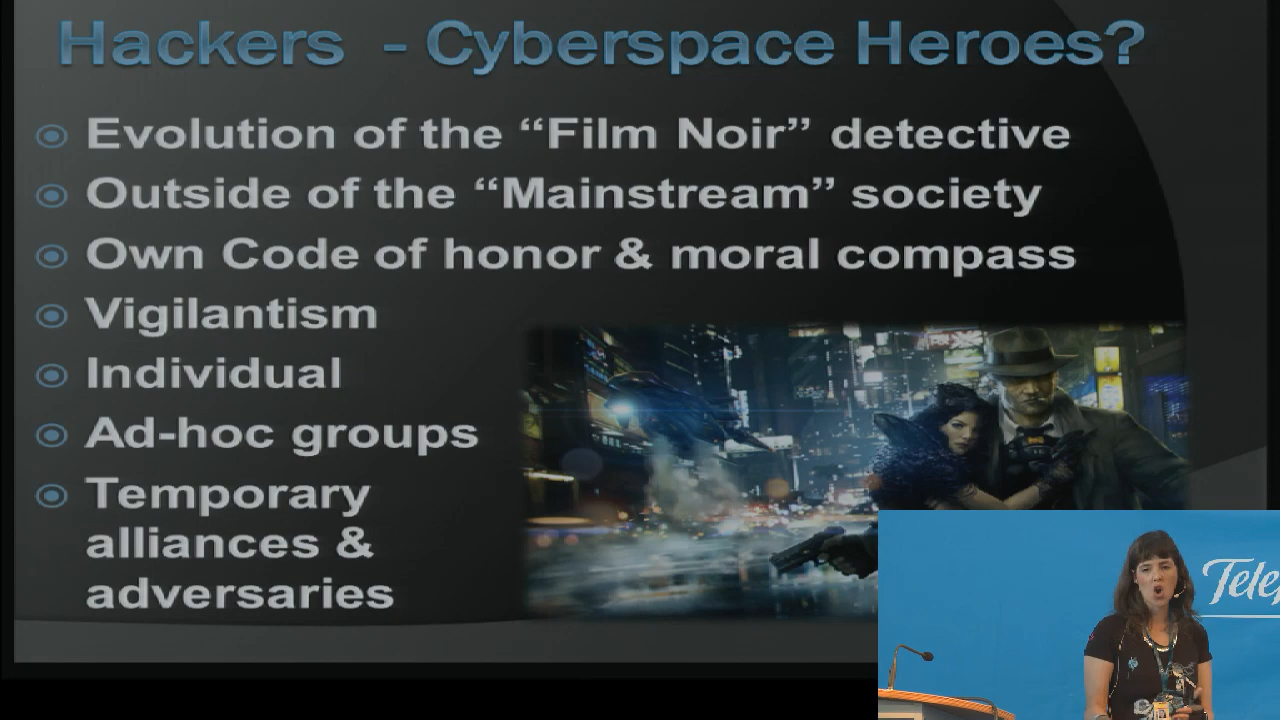 Hackers - Cyberspace Heroes?
Evolution of the “Film Noir” detective
Outside of the “Mainstream” society
Own Code of honor & moral compass
Vigilantism
Individual
Ad-hoc groups
Temporary
alliances &
adversaries